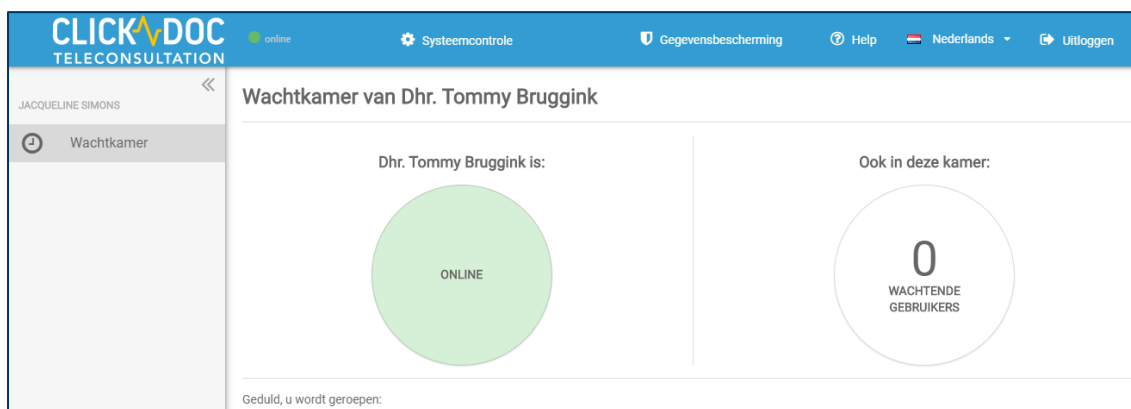 CLICK DOC
TELECONSULTATION
online
Systeemcontrole
Gegevensbescherming
Help
Nederlands
Uitloggen
JACQUELINE SIMONS
Wachtkamer
Wachtkamer van Dhr. Tommy Bruggink
Dhr. Tommy Bruggink is:
ONLINE
Ook in deze kamer:
0
WACHTENDE
GEBRUIKERS
Geduld, u wordt geroepen: